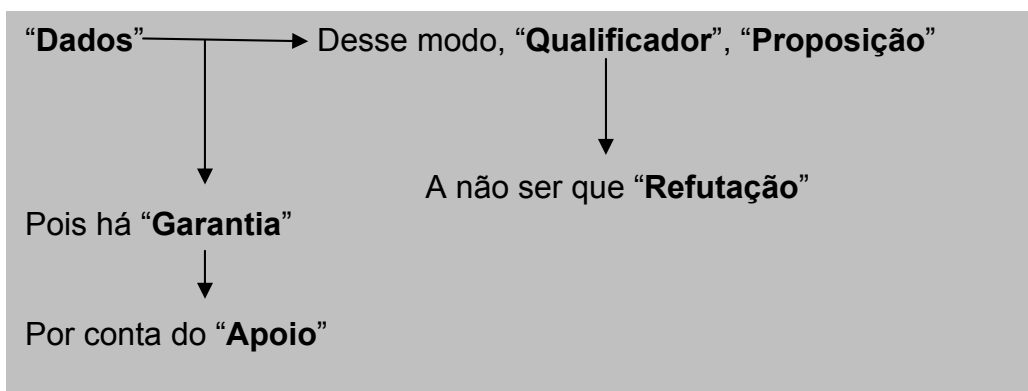 “Dados” Desse modo, “Qualificador”, “Proposição”
A não ser que “Refutação”
Pois há “Garantia”
Por conta do “Apoio”